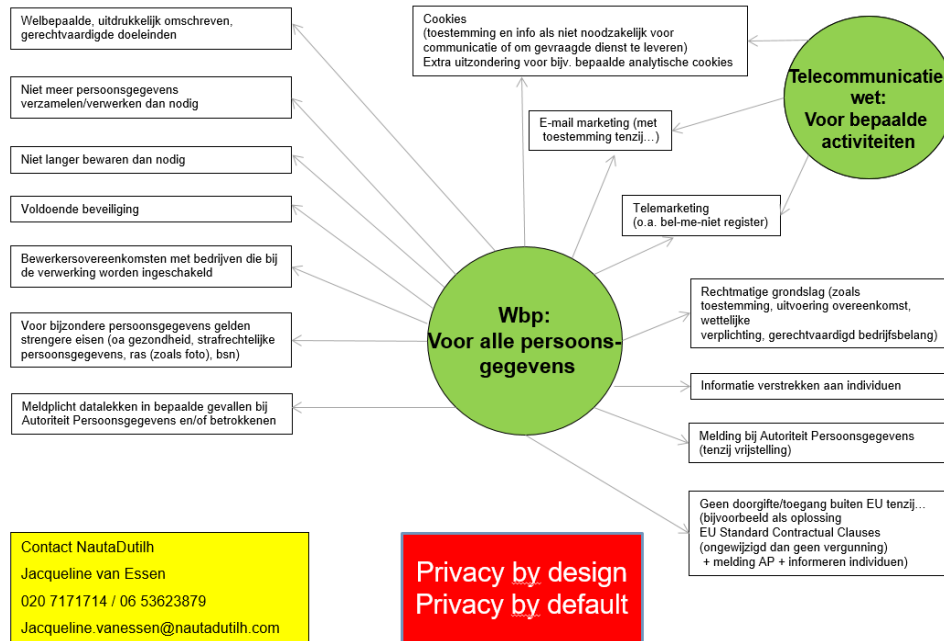 Welbepaalde, uitdrukkelijk omschreven,
gerechtvaardigde doeleinden
Niet meer persoonsgegevens
verzamelen/verwerken dan nodig
Niet langer bewaren dan nodig
Voldoende beveiliging
Bewerkersovereenkomsten met bedrijven die bij
de verwerking worden ingeschakeld
Voor bijzondere persoonsgegevens gelden
strengere eisen (oa gezondheid, strafrechtelijke
persoonsgegevens, ras (zoals foto), bsn)
Meldplicht datalekken in bepaalde gevallen bij
Autoriteit Persoonsgegevens en/of betrokkenen
Cookies
(toestemming en info als niet noodzakelijk voor
communicatie of om gevraagde dienst te leveren)
Extra uitzondering voor bijv. bepaalde analytische cookies
E-mail marketing (met
toestemming tenzij…)
Telemarketing
(o.a. bel-me-niet register)
Telecommunicatie
wet:
Voor bepaalde
activiteiten
Wbp:
Voor alle persoons-
gegevens
Rechtmatige grondslag (zoals
toestemming, uitvoering overeenkomst,
wettelijke
verplichting, gerechtvaardigd bedrijfsbelang)
Informatie verstrekken aan individuen
Melding bij Autoriteit Persoonsgegevens
(tenzij vrijstelling)
Geen doorgifte/toegang buiten EU tenzij…
(bijvoorbeeld als oplossing
EU Standard Contractual Clauses
(ongewijzigd dan geen vergunning)
+ melding AP + informeren individuen)
Contact NautaDutilh
Jacqueline van Essen
020 7171714 / 06 53623879
Jacqueline.vanessen@nautadutilh.com
Privacy by design
Privacy by default